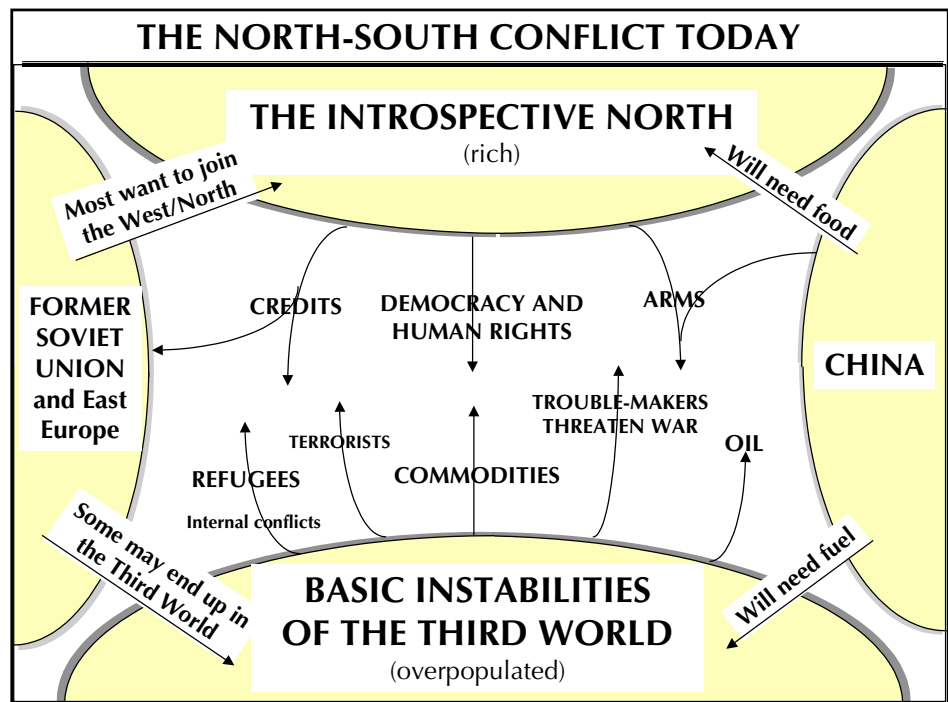 THE NORTH-SOUTH CONFLICT TODAY
THE INTROSPECTIVE NORTH
(rich)
Most want to join
the West/North
Will need food
FORMER
SOVIET
UNION
and East
Europe
CREDITS
DEMOCRACY AND
HUMAN RIGHTS
ARMS
CHINA
TROUBLE-MAKERS
THREATEN WAR
TERRORISTS
OIL
REFUGEES
COMMODITIES
Internal conflicts
Some may end up in
the Third World
Will need fuel
BASIC INSTABILITIES
OF THE THIRD WORLD
(overpopulated)